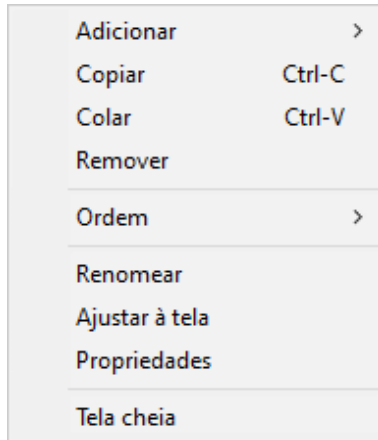 Adicionar >
Copiar Ctrl-C
Colar Ctrl-V
Remover
Ordem >
Renomear
Ajustar à tela
Propriedades
Tela cheia